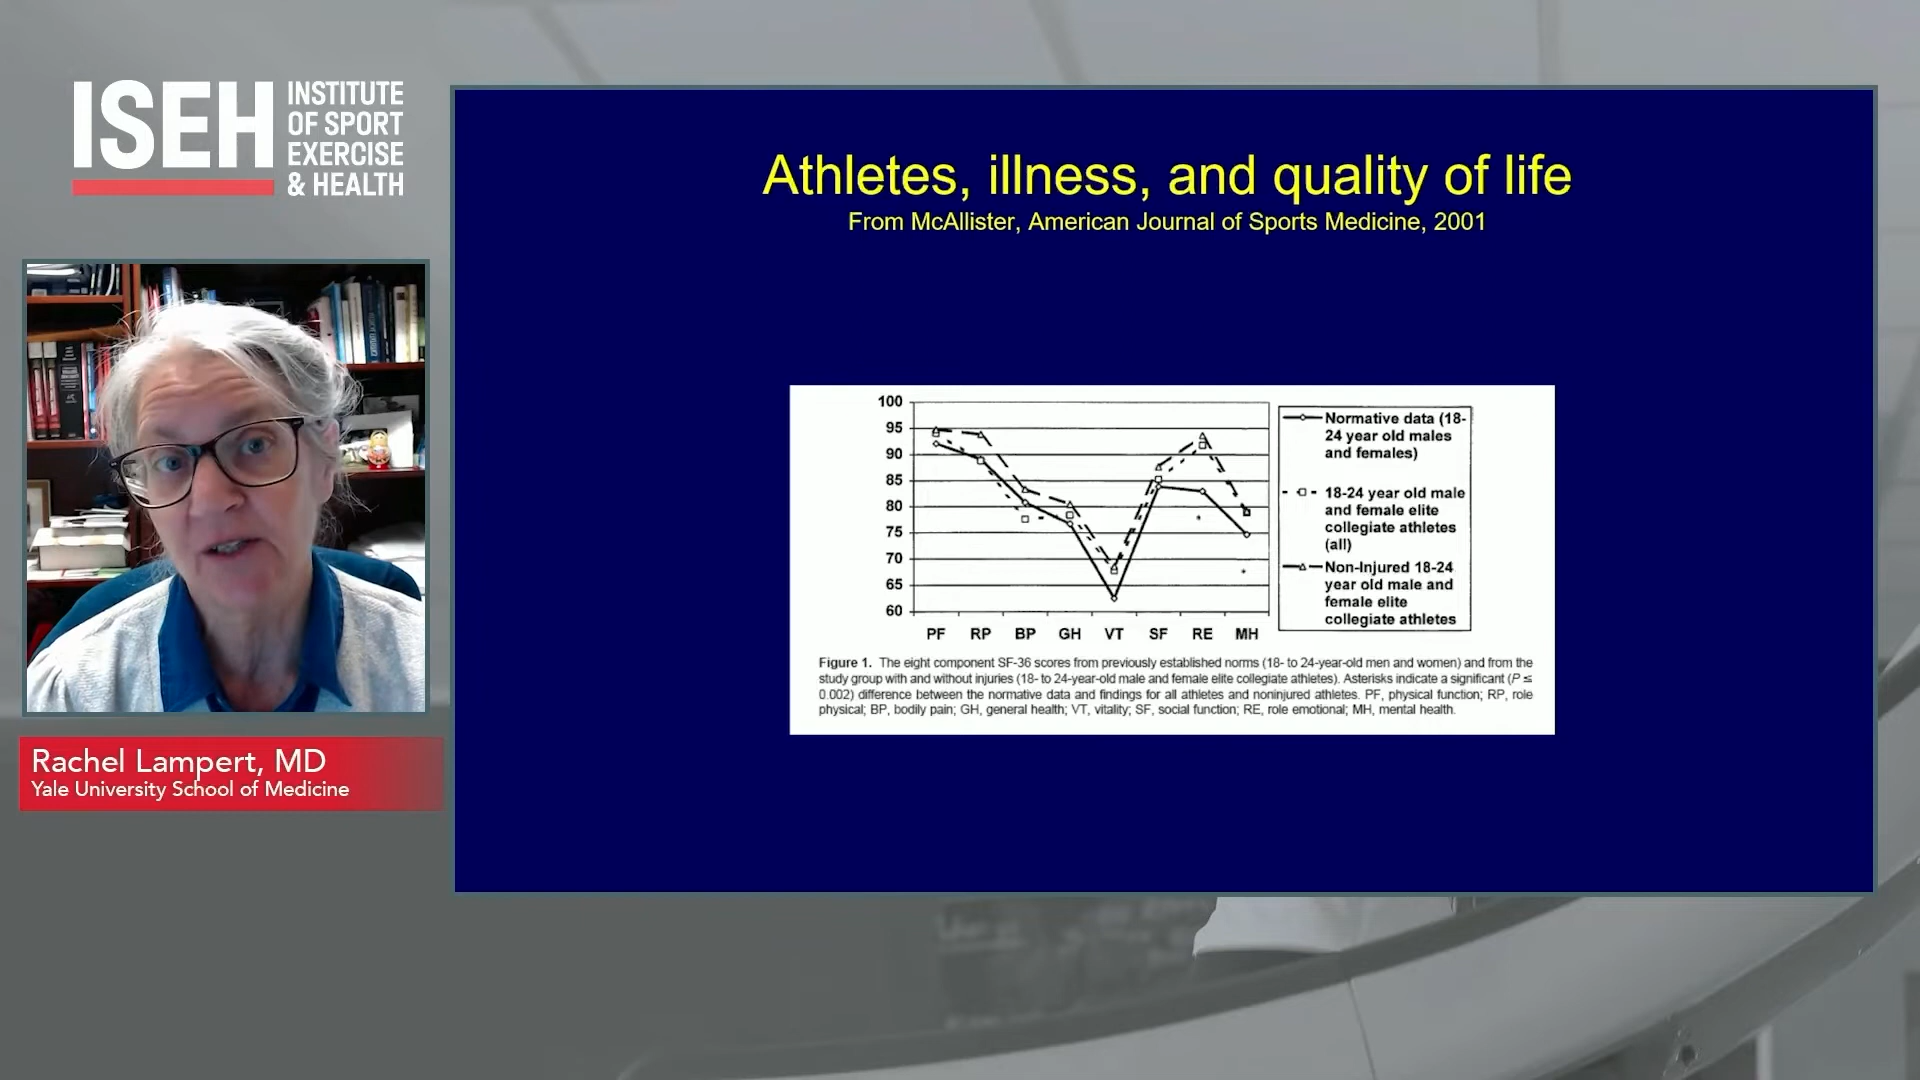 ISEH
INSTITUTE
OF SPORT
EXERCISE
& HEALTH
Rachel Lampert, MD
Yale University School of Medicine
Athletes, illness, and quality of life
From McAllister, American Journal of Sports Medicine, 2001
100
95
90
85
80
75
70
65
60
PF RP BP GH VT SF RE MH
*
*
Normative data (18-
24 year old males
and females)
18-24 year old male
and female elite
collegiate athletes
(all)
Non-Injured 18-24
year old male and
female elite
collegiate athletes
Figure 1. The eight component SF-36 scores from previously established norms (18- to 24-year-old men and women) and from the
study group with and without injuries (18- to 24-year-old male and female elite collegiate athletes). Asterisks indicate a significant (P ≤
0.002) difference between the normative data and findings for all athletes and noninjured athletes. PF, physical function; RP, role
physical; BP, bodily pain; GH, general health; VT, vitality; SF, social function; RE, role emotional; MH, mental health.